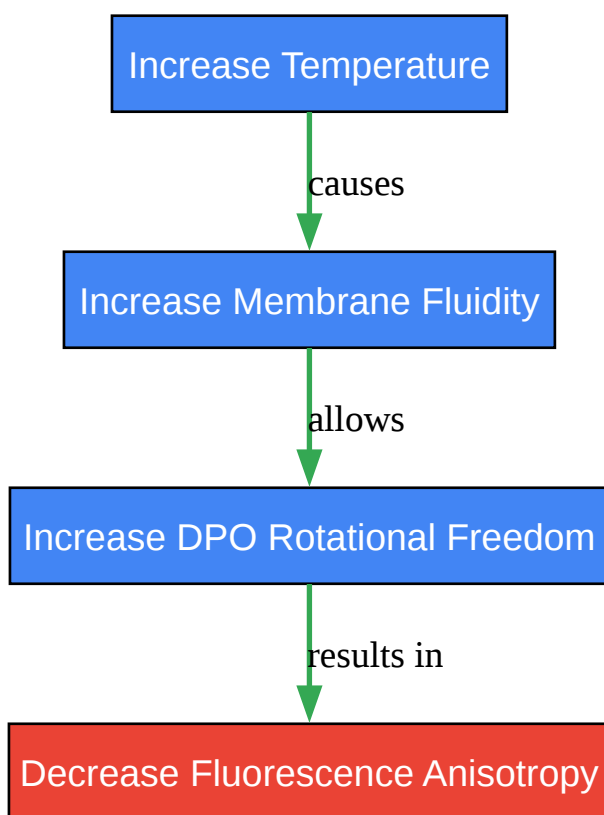 Increase Temperature
causes
Increase Membrane Fluidity
allows
Increase DPO Rotational Freedom
results in
Decrease Fluorescence Anisotropy